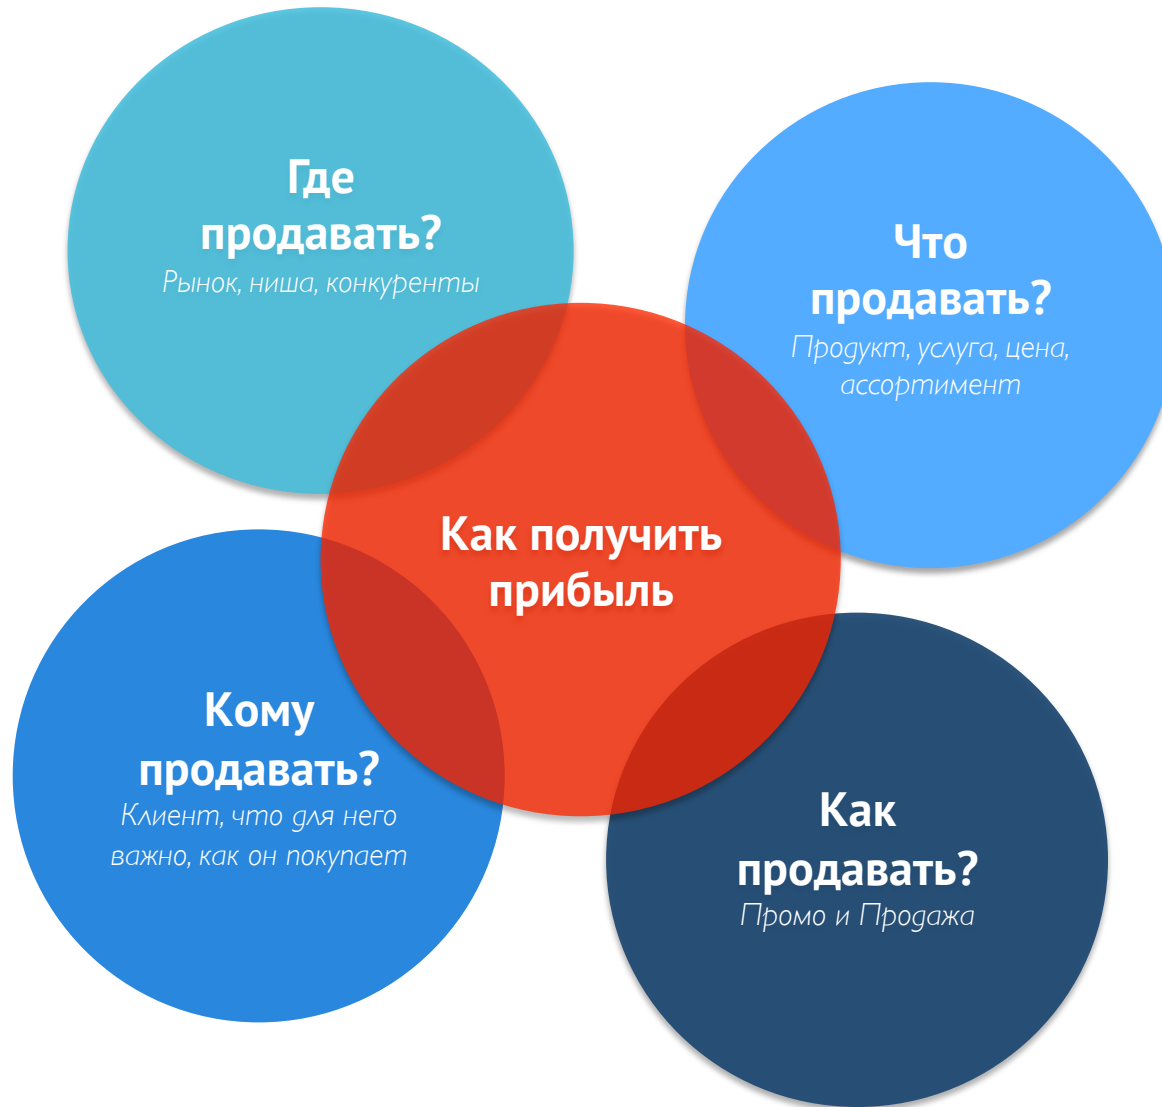 Где
продавать?
Рынок, ниша, конкуренты
Что
продавать?
Продукт, услуга, цена,
ассортимент
Как получить
прибыль
Кому
продавать?
Клиент, что для него
важно, как он покупает
Как
продавать?
Промо и Продажа